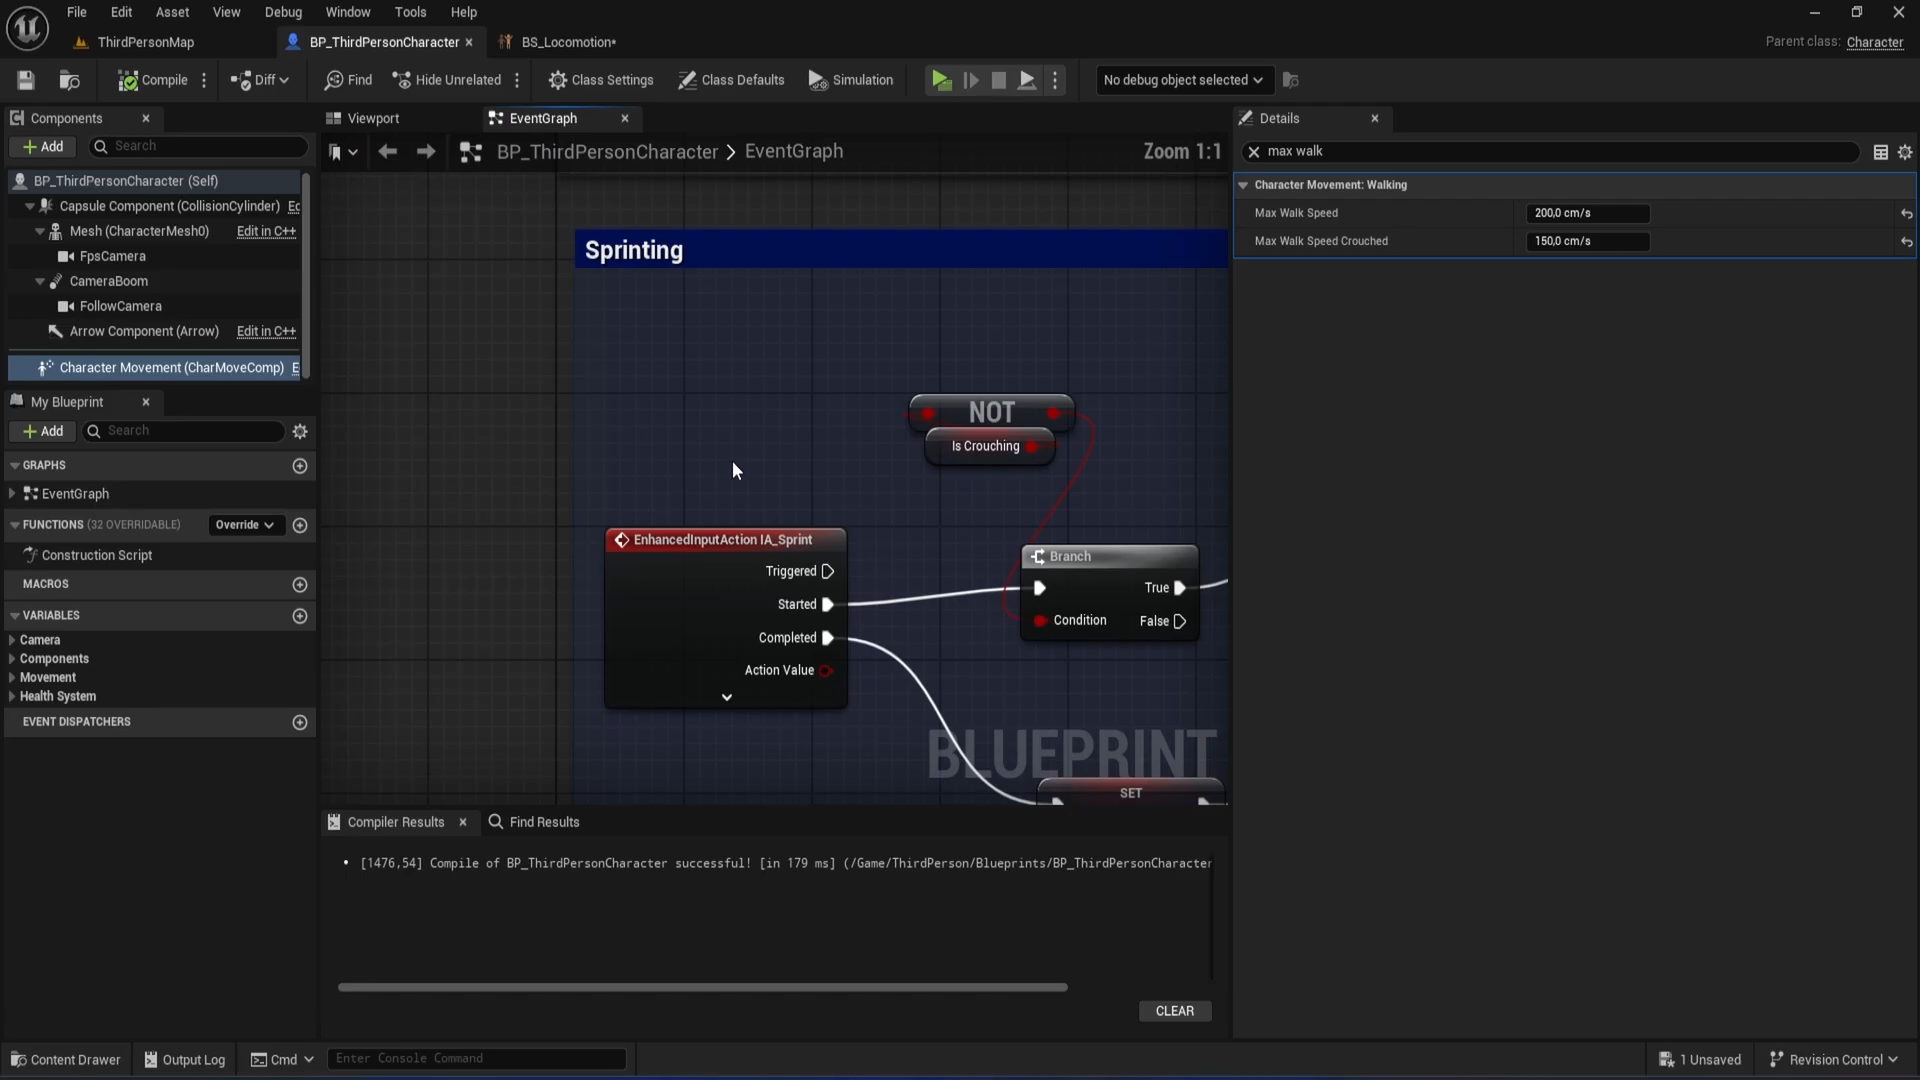 File Edit Asset View Debug Window Tools Help
ThirdPersonMap
BP_ThirdPersonCharacter
BS_Locomotion*
Parent class: Character
Compile
Diff
Find
Hide Unrelated
Class Settings
Class Defaults
Simulation
No debug object selected
Components
Add
Search
BP_ThirdPersonCharacter (Self)
Capsule Component (CollisionCylinder) Ec
Mesh (CharacterMesh0) Edit in C++
FpsCamera
CameraBoom
FollowCamera
Arrow Component (Arrow) Edit in C++
Character Movement (CharMoveComp) E
My Blueprint
Add
Search
GRAPHS
EventGraph
FUNCTIONS (32 OVERRIDABLE) Override
Construction Script
MACROS
VARIABLES
Camera
Components
Movement
Health System
EVENT DISPATCHERS
Viewport
EventGraph
BP_ThirdPersonCharacter > EventGraph
Zoom 1:1
Sprinting
NOT
Is Crouching
EnhancedInputAction IA_Sprint
Triggered
Started
Completed
Action Value
Branch
True
Condition
False
BLUEPRINT
SET
Compiler Results
Find Results
• [1476,54] Compile of BP_ThirdPersonCharacter successful! [in 179 ms] (/Game/ThirdPerson/Blueprints/BP_ThirdPersonCharacter
CLEAR
Details
max walk
Character Movement: Walking
Max Walk Speed 200,0 cm/s
Max Walk Speed Crouched 150,0 cm/s
Content Drawer
Output Log
Cmd
Enter Console Command
1 Unsaved
Revision Control